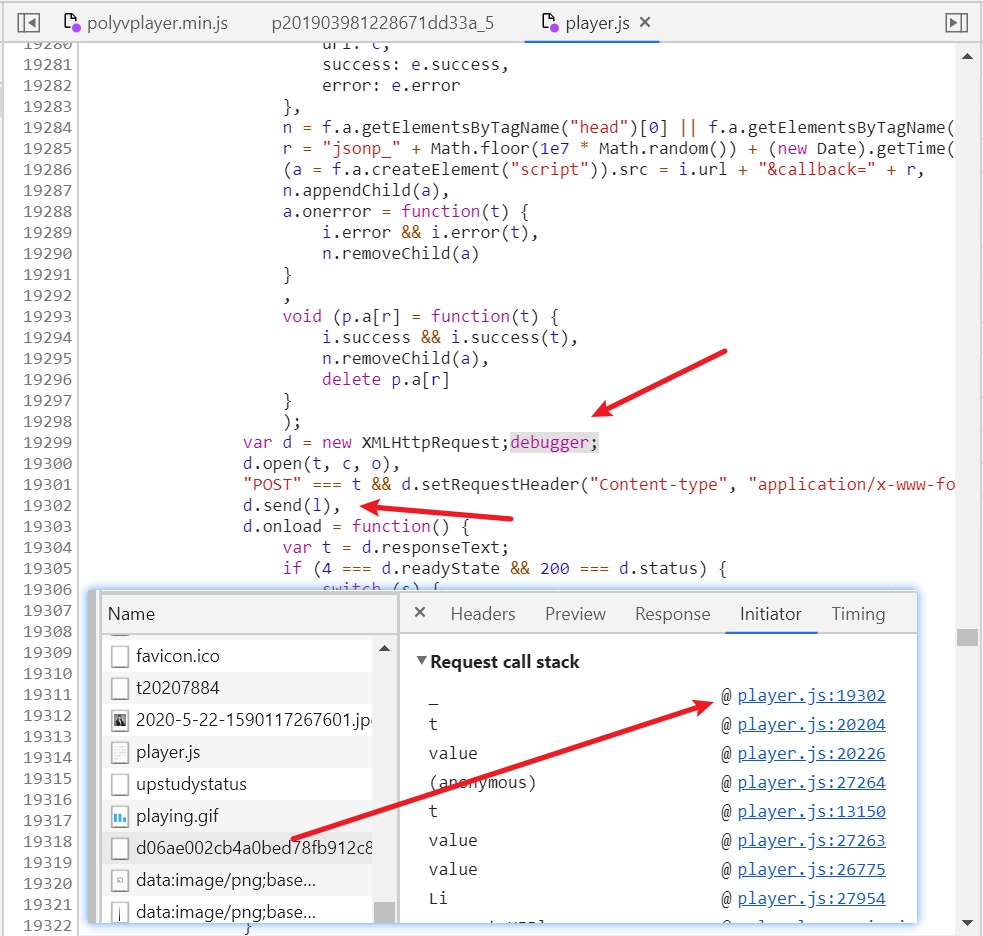 polyvplayer.min.js p201903981228671dd33a_5 player.js ×
19280 url: c,
19281 success: e.success,
19282 error: e.error
19283 },
19284 n = f.a.getElementsByTagName("head")[0] || f.a.getElementsByTagName(
19285 r = "jsonp_" + Math.floor(1e7 * Math.random()) + (new Date).getTime(
19286 (a = f.a.createElement("script")).src = i.url + "&callback=" + r,
19287 n.appendChild(a),
19288 a.onerror = function(t) {
19289 i.error && i.error(t),
19290 n.removeChild(a)
19291 }
19292 ,
19293 void (p.a[r] = function(t) {
19294 i.success && i.success(t),
19295 n.removeChild(a),
19296 delete p.a[r]
19297 }
19298 );
19299 var d = new XMLHttpRequest;debugger;
19300 d.open(t, c, o),
19301 "POST" === t && d.setRequestHeader("Content-type", "application/x-www-fo
19302 d.send(l),
19303 d.onload = function() {
19304 var t = d.responseText;
19305 if (4 === d.readyState && 200 === d.status) {
19306 switch (s) {
19307
19308
19309
19310
19311
19312
19313
19314
19315
19316
19317
19318
19319
19320
19321
19322 }
Name
favicon.ico
t20207884
2020-5-22-1590117267601.jp
player.js
upstudystatus
playing.gif
d06ae002cb4a0bed78fb912c8
data:image/png;base...
data:image/png;base...
× Headers Preview Response Initiator Timing
▼Request call stack
_ @ player.js:19302
t @ player.js:20204
value @ player.js:20226
(anonymous) @ player.js:27264
t @ player.js:13150
value @ player.js:27263
value @ player.js:26775
Li @ player.js:27954